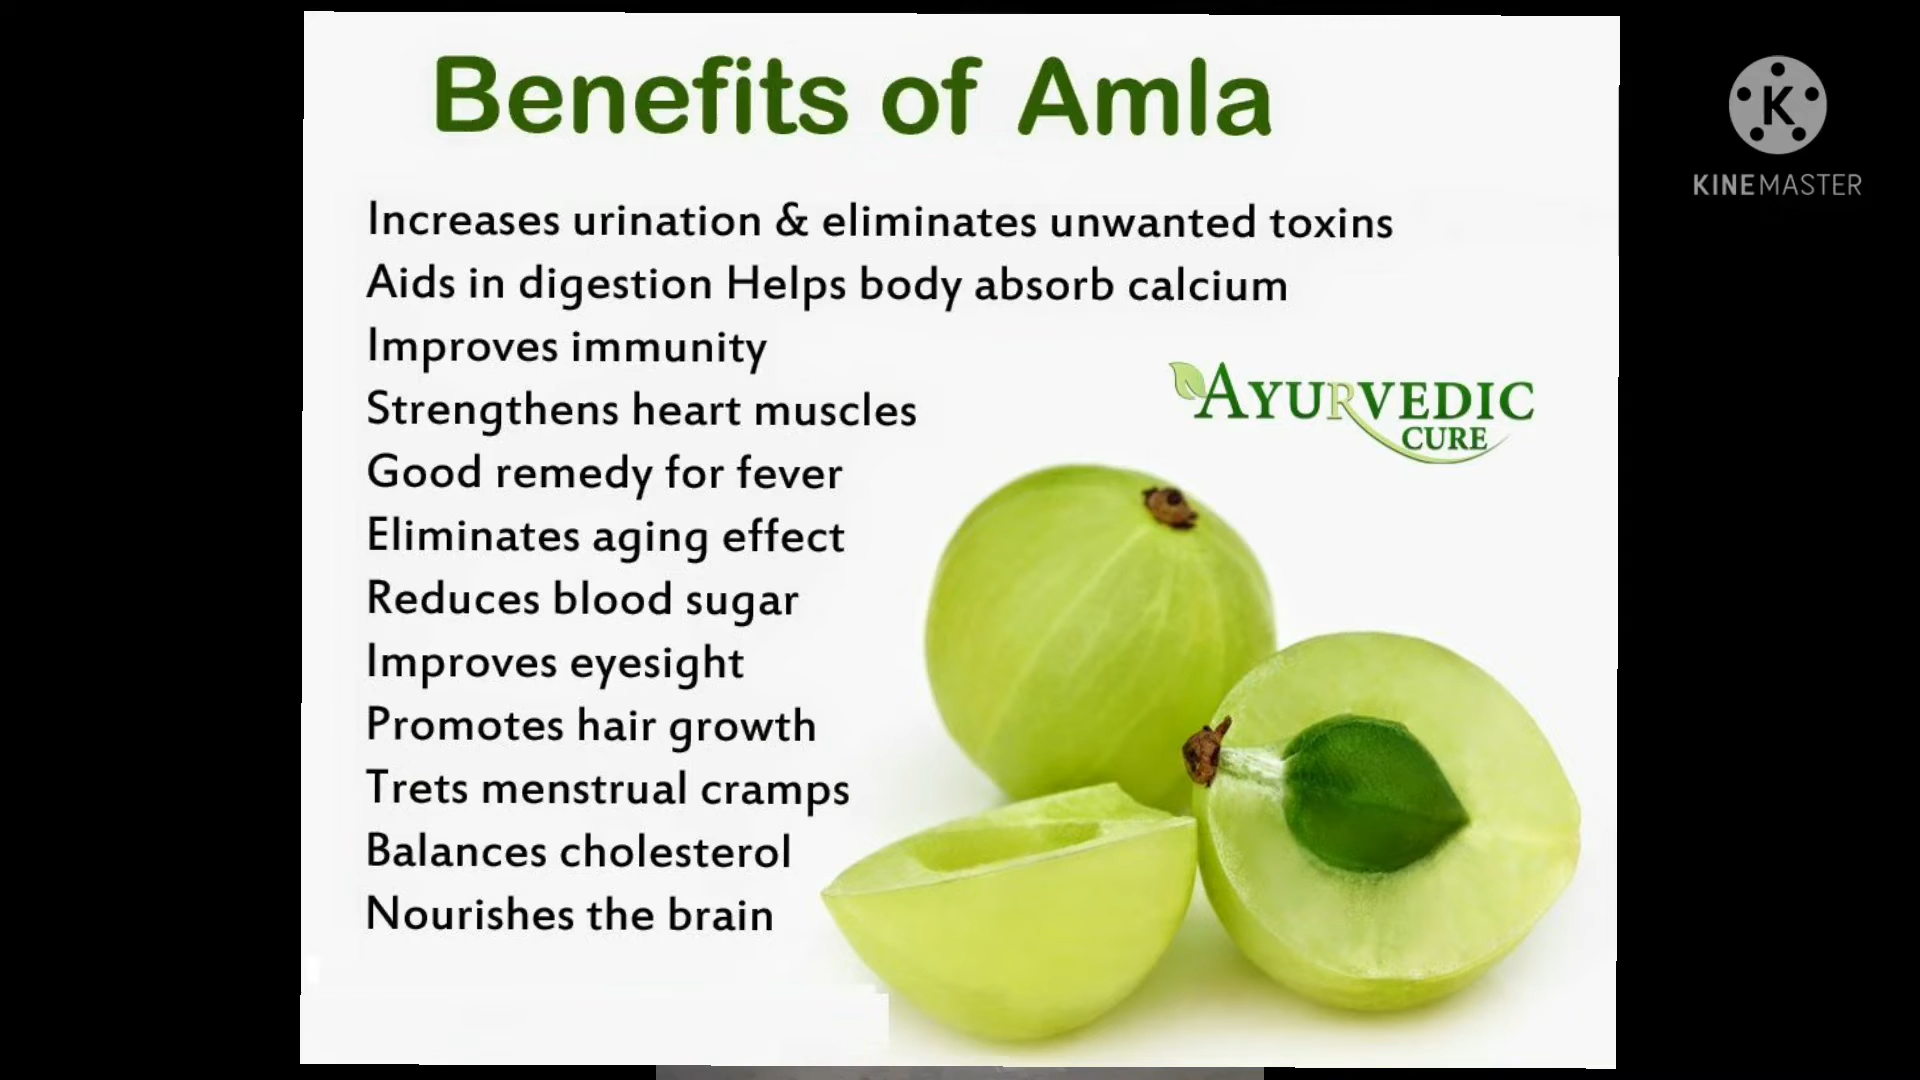 Benefits of Amla
KINEMASTER
Increases urination & eliminates unwanted toxins
Aids in digestion Helps body absorb calcium
Improves immunity
Strengthens heart muscles
Good remedy for fever
Eliminates aging effect
Reduces blood sugar
Improves eyesight
Promotes hair growth
Trets menstrual cramps
Balances cholesterol
Nourishes the brain
AYURVEDIC
CURE
K